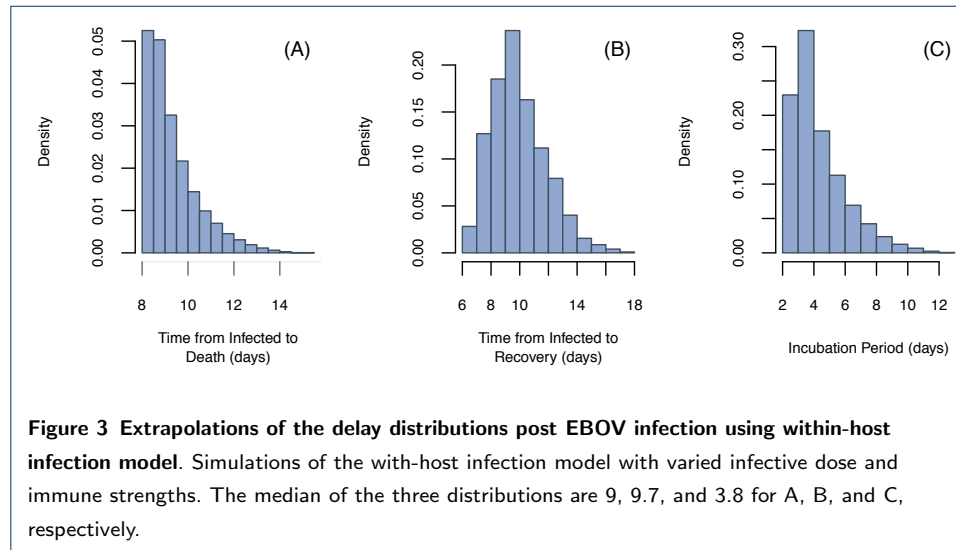 (A)
Density
0.00 0.01 0.02 0.03 0.04 0.05
8 10 12 14
Time from Infected to
Death (days)
(B)
Density
0.00 0.05 0.10 0.15 0.20
6 8 10 14 18
Time from Infected to
Recovery (days)
(C)
Density
0.00 0.10 0.20 0.30
2 4 6 8 10 12
Incubation Period (days)
Figure 3 Extrapolations of the delay distributions post EBOV infection using within-host
infection model. Simulations of the with-host infection model with varied infective dose and
immune strengths. The median of the three distributions are 9, 9.7, and 3.8 for A, B, and C,
respectively.